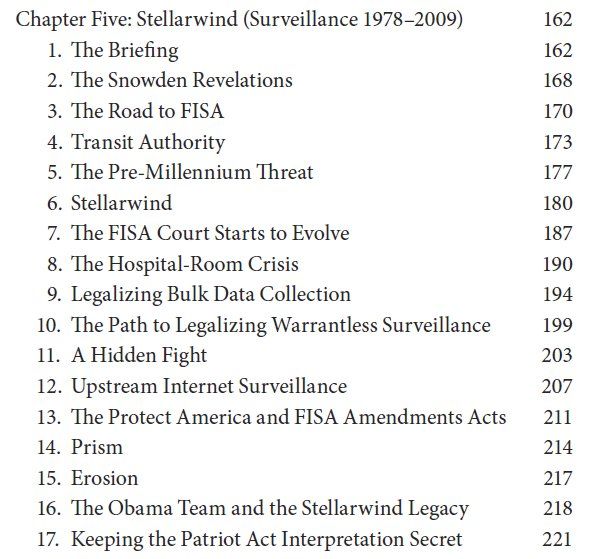 Chapter Five: Stellarwind (Surveillance 1978–2009) 162
1. The Briefing 162
2. The Snowden Revelations 168
3. The Road to FISA 170
4. Transit Authority 173
5. The Pre-Millennium Threat 177
6. Stellarwind 180
7. The FISA Court Starts to Evolve 187
8. The Hospital-Room Crisis 190
9. Legalizing Bulk Data Collection 194
10. The Path to Legalizing Warrantless Surveillance 199
11. A Hidden Fight 203
12. Upstream Internet Surveillance 207
13. The Protect America and FISA Amendments Acts 211
14. Prism 214
15. Erosion 217
16. The Obama Team and the Stellarwind Legacy 218
17. Keeping the Patriot Act Interpretation Secret 221